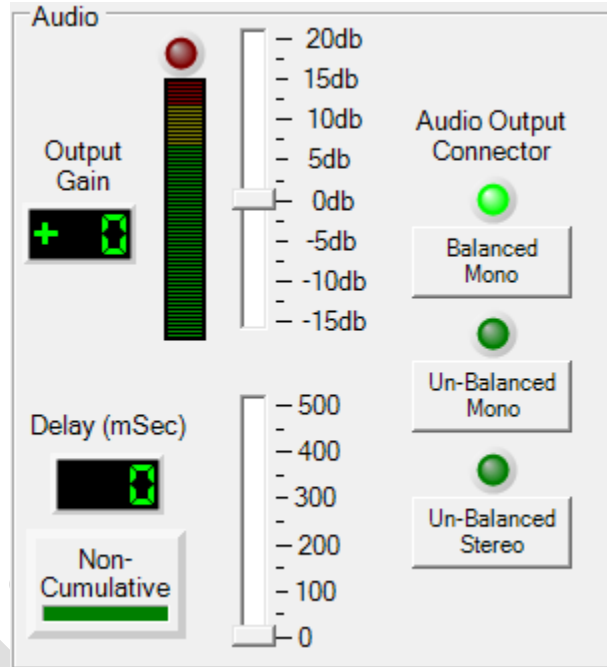 Audio
Output
Gain
+ 0
20db
15db
10db
5db
0db
-5db
-10db
-15db
Audio Output
Connector
Balanced
Mono
Un-Balanced
Mono
Un-Balanced
Stereo
Delay (mSec)
0
Non-
Cumulative
500
400
300
200
100
0